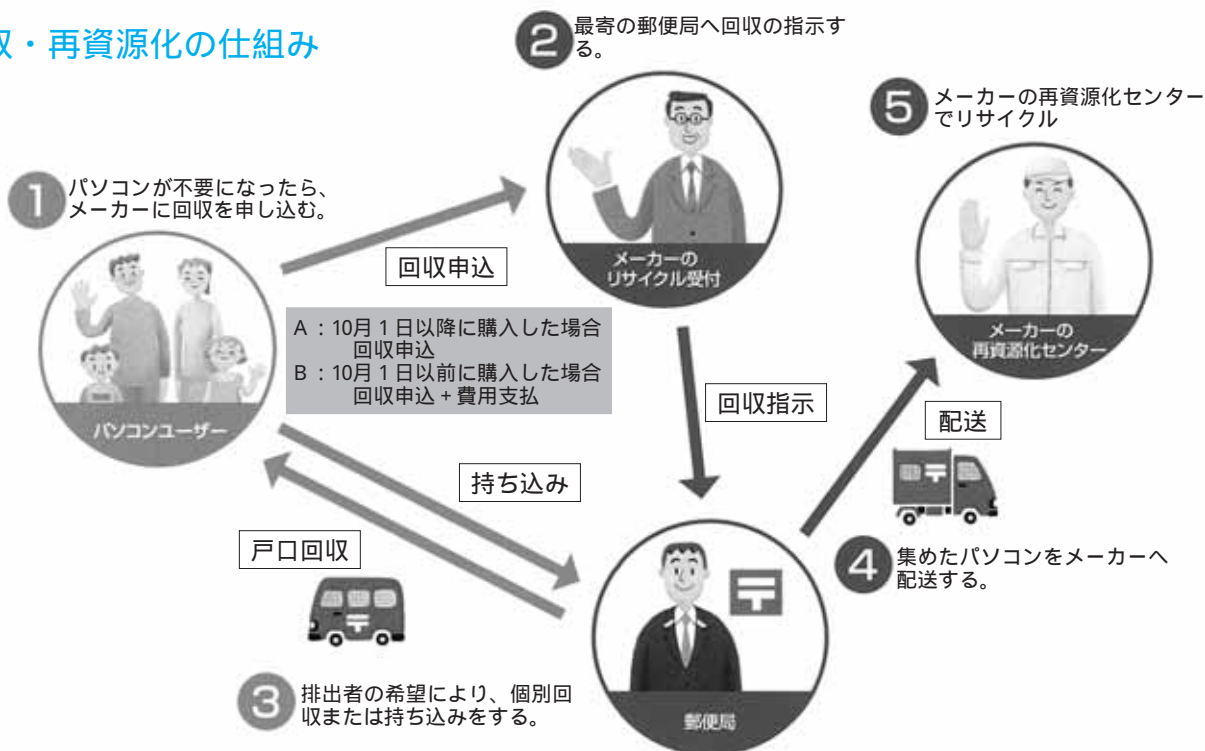 収・再資源化の仕組み
1
パソコンが不要になったら、
メーカーに回収を申し込む。
パソコンユーザー
回収申込
A：10月1日以降に購入した場合
回収申込
B：10月1日以前に購入した場合
回収申込+費用支払
2
最寄の郵便局へ回収の指示す
る。
メーカーの
リサイクル受付
回収指示
持ち込み
戸口回収
3
排出者の希望により、個別回
収または持ち込みをする。
郵便局
4
集めたパソコンをメーカーへ
配送する。
配送
5
メーカーの再資源化センター
でリサイクル
メーカーの
再資源化センター